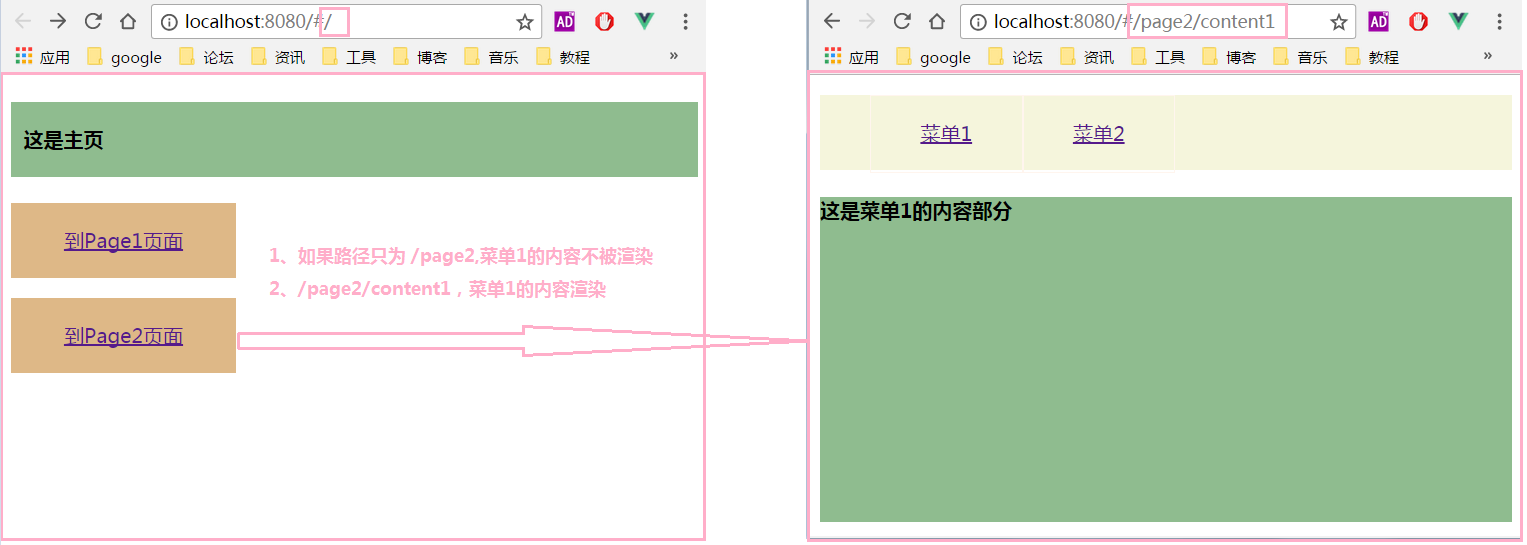 localhost:8080/#/
AD
应用 google 论坛 资讯 工具 博客 音乐 教程 »
这是主页
到Page1页面
到Page2页面
1、如果路径只为 /page2,菜单1的内容不被渲染
2、/page2/content1，菜单1的内容渲染
localhost:8080/#/page2/content1
AD
应用 google 论坛 资讯 工具 博客 音乐 教程 »
菜单1 菜单2
这是菜单1的内容部分